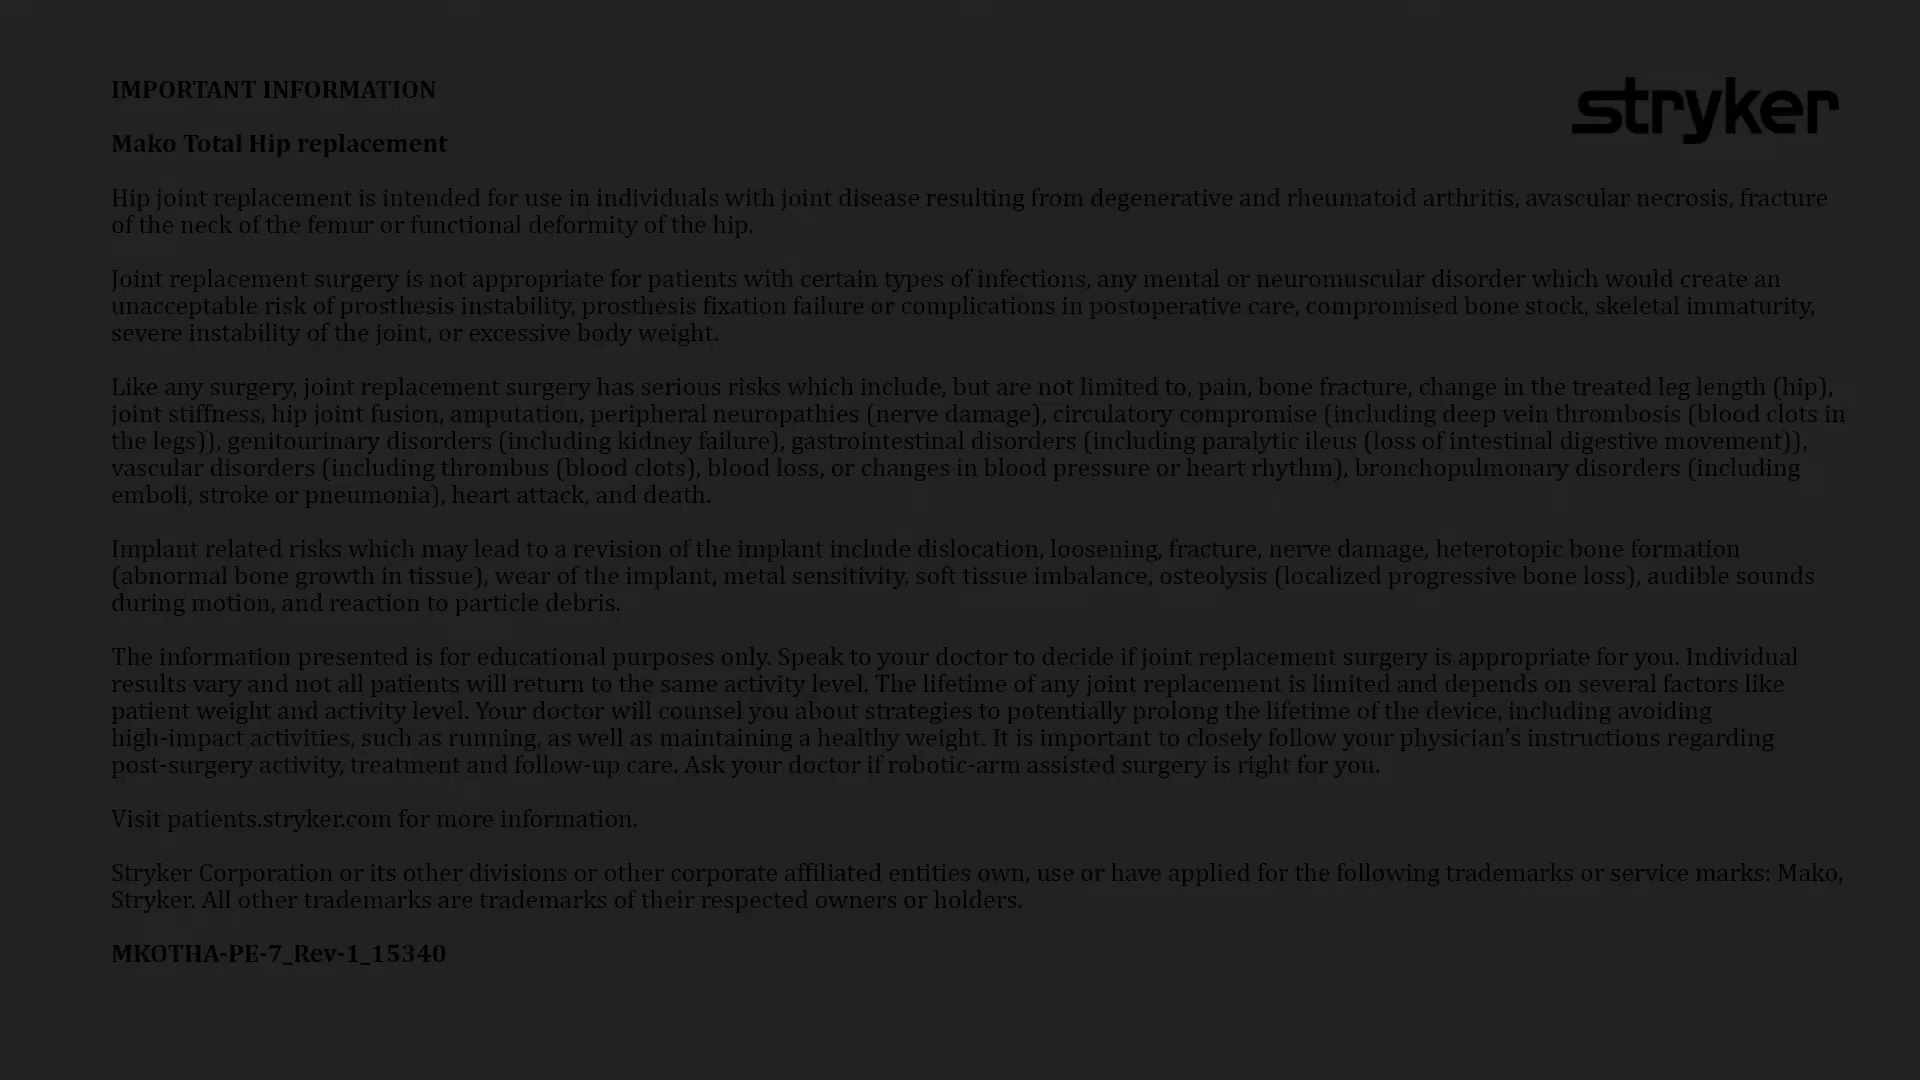 IMPORTANT INFORMATION
stryker
Mako Total Hip replacement
Hip joint replacement is intended for use in individuals with joint disease resulting from degenerative and rheumatoid arthritis, avascular necrosis, fracture
of the neck of the femur or functional deformity of the hip.
Joint replacement surgery is not appropriate for patients with certain types of infections, any mental or neuromuscular disorder which would create an
unacceptable risk of prosthesis instability, prosthesis fixation failure or complications in postoperative care, compromised bone stock, skeletal immaturity,
severe instability of the joint, or excessive body weight.
Like any surgery, joint replacement surgery has serious risks which include, but are not limited to, pain, bone fracture, change in the treated leg length (hip),
joint stiffness, hip joint fusion, amputation, peripheral neuropathies (nerve damage), circulatory compromise (including deep vein thrombosis (blood clots in
the legs)), genitourinary disorders (including kidney failure), gastrointestinal disorders (including paralytic ileus (loss of intestinal digestive movement)),
vascular disorders (including thrombus (blood clots), blood loss, or changes in blood pressure or heart rhythm), bronchopulmonary disorders (including
emboli, stroke or pneumonia), heart attack, and death.
Implant related risks which may lead to a revision of the implant include dislocation, loosening, fracture, nerve damage, heterotopic bone formation
(abnormal bone growth in tissue), wear of the implant, metal sensitivity, soft tissue imbalance, osteolysis (localized progressive bone loss), audible sounds
during motion, and reaction to particle debris.
The information presented is for educational purposes only. Speak to your doctor to decide if joint replacement surgery is appropriate for you. Individual
results vary and not all patients will return to the same activity level. The lifetime of any joint replacement is limited and depends on several factors like
patient weight and activity level. Your doctor will counsel you about strategies to potentially prolong the lifetime of the device, including avoiding
high-impact activities, such as running, as well as maintaining a healthy weight. It is important to closely follow your physician's instructions regarding
post-surgery activity, treatment and follow-up care. Ask your doctor if robotic-arm assisted surgery is right for you.
Visit patients.stryker.com for more information.
Stryker Corporation or its other divisions or other corporate affiliated entities own, use or have applied for the following trademarks or service marks: Mako,
Stryker. All other trademarks are trademarks of their respected owners or holders.
MKOTHA-PE-7_Rev-1_15340